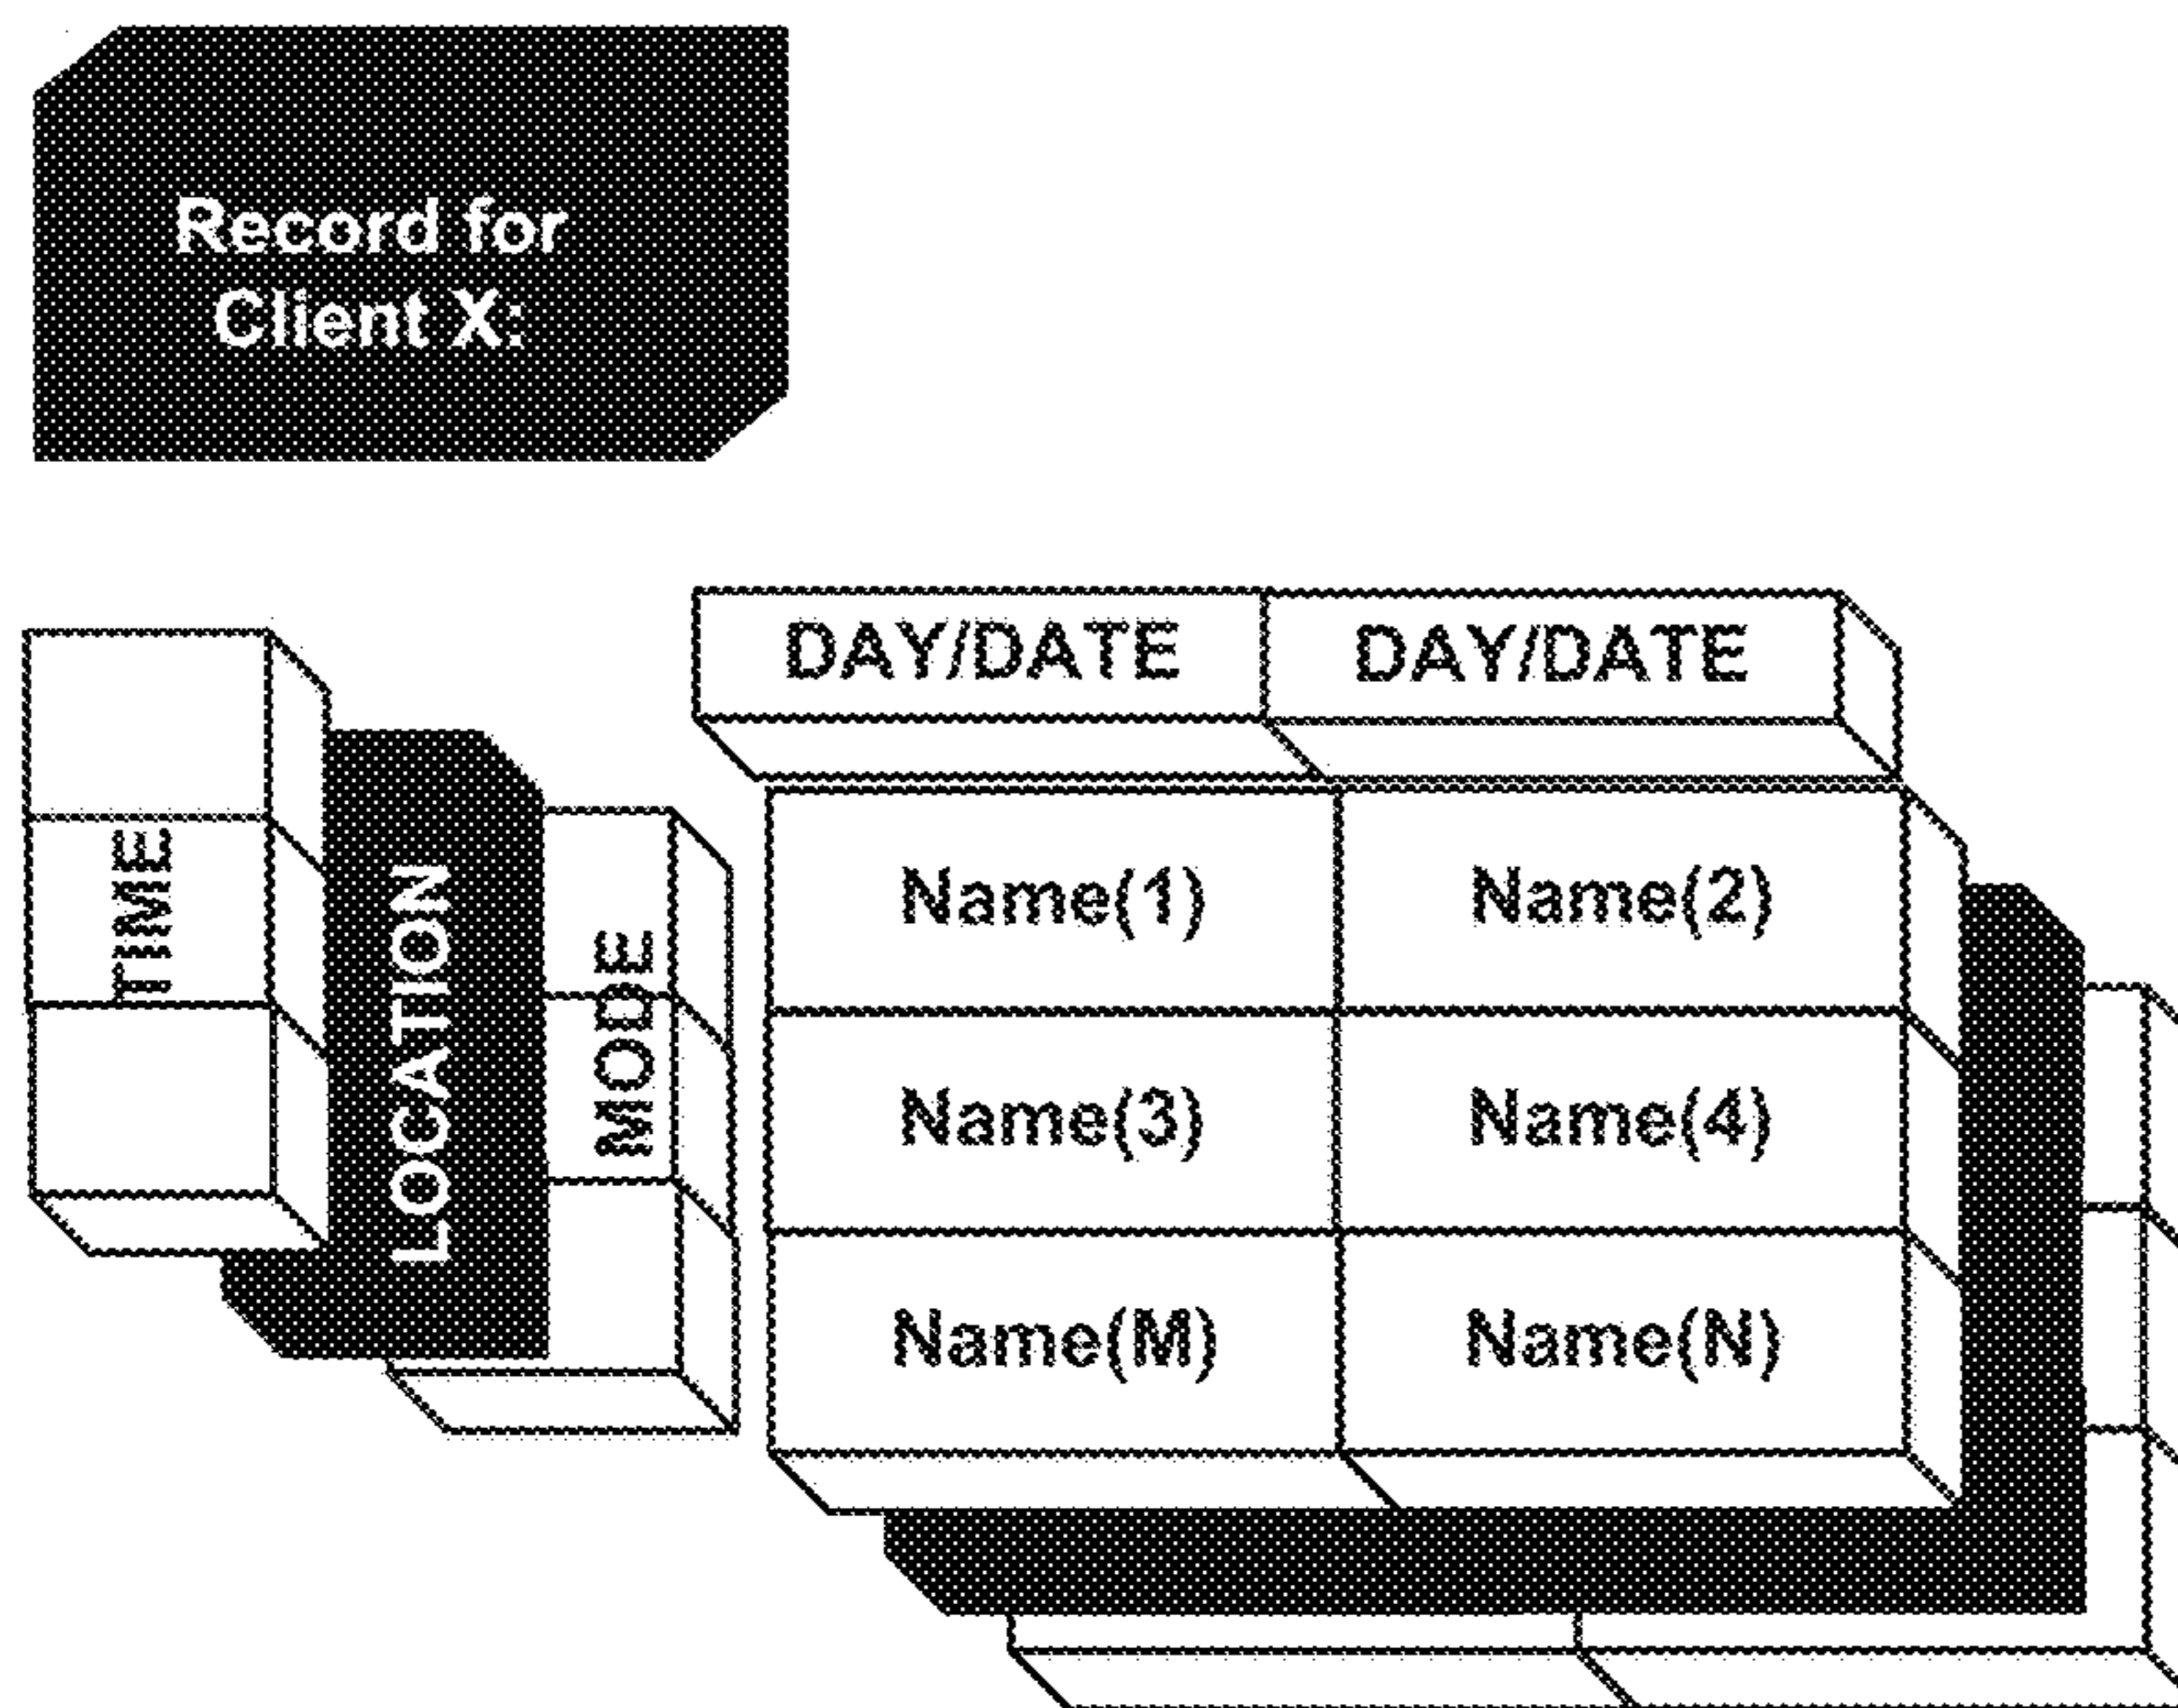 Record for
Client X:
DAY/DATE DAY/DATE
TIME
LOCATION
MODE
Name(1) Name(2)
Name(3) Name(4)
Name(M) Name(N)